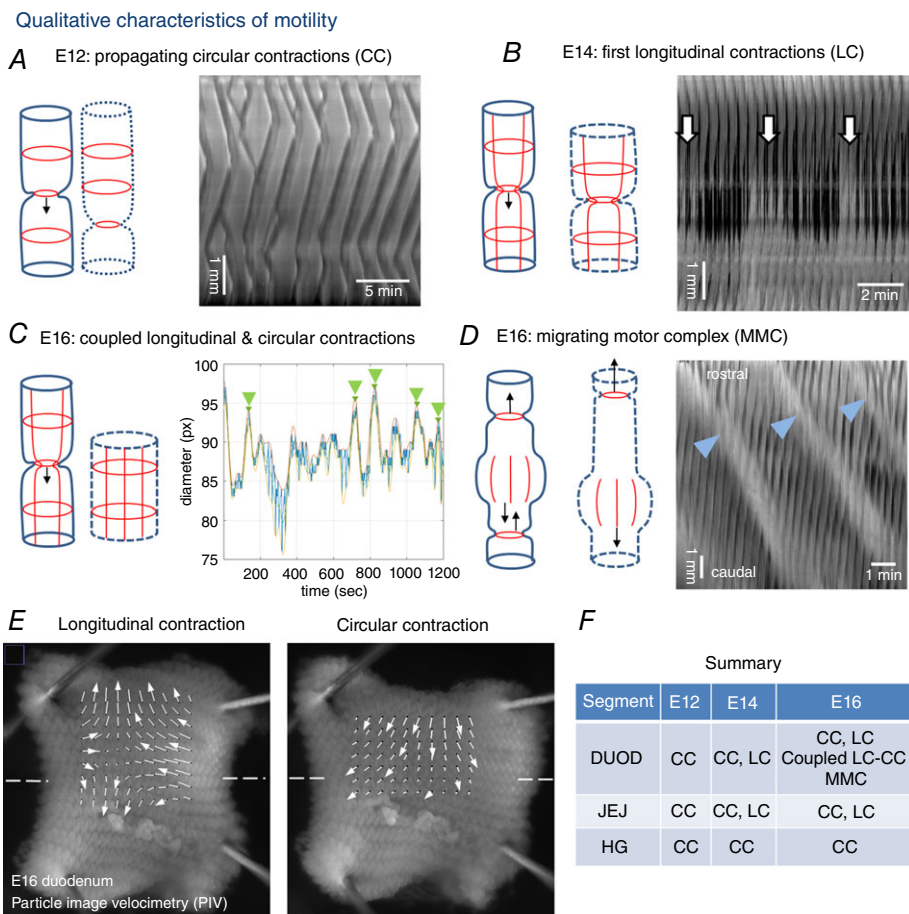 Qualitative characteristics of motility
A E12: propagating circular contractions (CC)
1 mm
5 min
B E14: first longitudinal contractions (LC)
1 mm
2 min
C E16: coupled longitudinal & circular contractions
diameter (px)
100
95
90
85
80
75
200 400 600 800 1000 1200
time (sec)
D E16: migrating motor complex (MMC)
rostral
1 mm
caudal
1 min
E Longitudinal contraction
Circular contraction
E16 duodenum
Particle image velocimetry (PIV)
F
Summary
Segment E12 E14 E16
DUOD CC CC, LC CC, LC
Coupled LC-CC
MMC
JEJ CC CC, LC CC, LC
HG CC CC CC